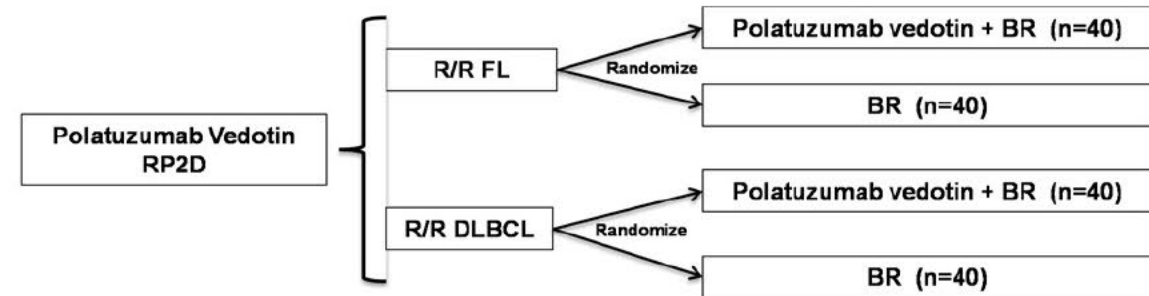 Polatuzumab Vedotin
RP2D
R/R FL
Randomize
Polatuzumab vedotin + BR (n=40)
BR (n=40)
R/R DLBCL
Randomize
Polatuzumab vedotin + BR (n=40)
BR (n=40)